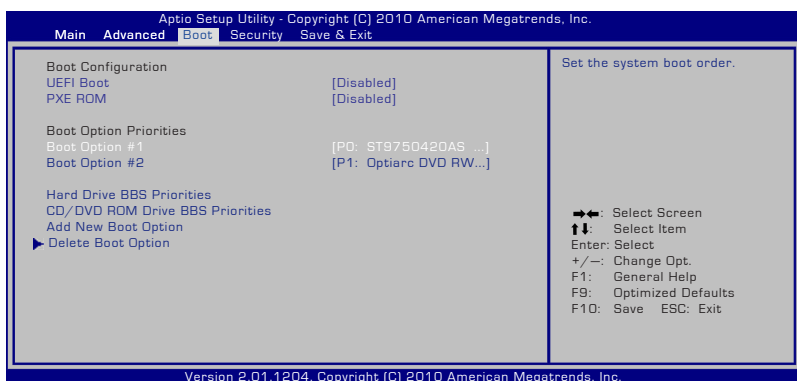 Aptio Setup Utility - Copyright (C) 2010 American Megatrends, Inc.
Main Advanced Boot Security Save & Exit
Boot Configuration
UEFI Boot [Disabled]
PXE ROM [Disabled]
Boot Option Priorities
Boot Option #1 [P0: ST9750420AS ...]
Boot Option #2 [P1: Optiarc DVD RW...]
Hard Drive BBS Priorities
CD/DVD ROM Drive BBS Priorities
Add New Boot Option
Delete Boot Option
Set the system boot order.
→←: Select Screen
↑↓: Select Item
Enter: Select
+/—: Change Opt.
F1: General Help
F9: Optimized Defaults
F10: Save ESC: Exit
Version 2.01.1204. Copyright (C) 2010 American Megatrends, Inc.